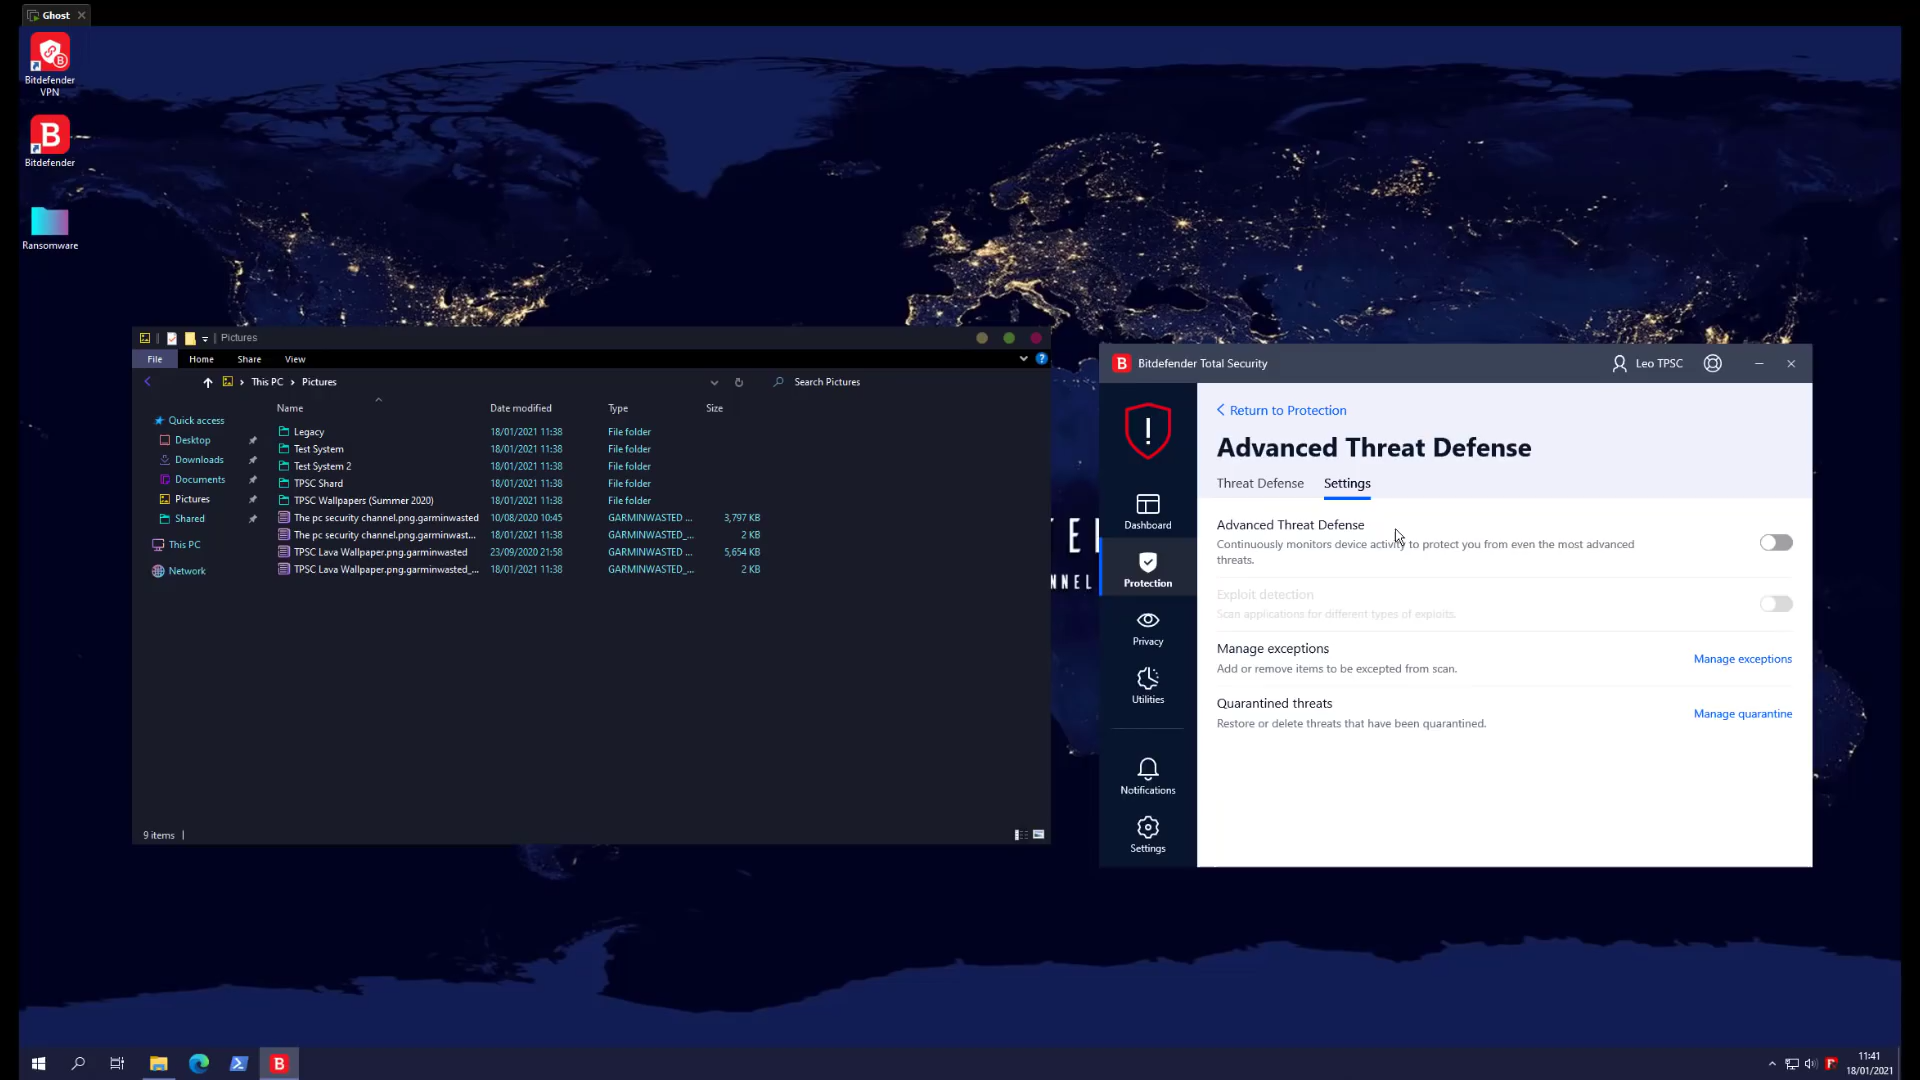 Ghost
Bitdefender
VPN
Bitdefender
Ransomware
Pictures
File
Home
Share
View
This PC
Pictures
Search Pictures
Name
Date modified
Type
Size
Quick access
Desktop
Downloads
Documents
Pictures
Shared
This PC
Network
Legacy 18/01/2021 11:38 File folder
Test System 18/01/2021 11:38 File folder
Test System 2 18/01/2021 11:38 File folder
TPSC Shard 18/01/2021 11:38 File folder
TPSC Wallpapers (Summer 2020) 18/01/2021 11:38 File folder
The pc security channel.png.garminwasted 10/08/2020 10:45 GARMINWASTED ... 3,797 KB
The pc security channel.png.garminwast... 18/01/2021 11:38 GARMINWASTED_... 2 KB
TPSC Lava Wallpaper.png.garminwasted 23/09/2020 21:58 GARMINWASTED ... 5,654 KB
TPSC Lava Wallpaper.png.garminwasted_... 18/01/2021 11:38 GARMINWASTED_... 2 KB
9 items
NNEL
B Bitdefender Total Security
Leo TPSC
Dashboard
Protection
Privacy
Utilities
Notifications
Settings
Return to Protection
Advanced Threat Defense
Threat Defense
Settings
Advanced Threat Defense
Continuously monitors device activity to protect you from even the most advanced
threats.
Exploit detection
Scan applications for different types of exploits.
Manage exceptions
Add or remove items to be excepted from scan.
Manage exceptions
Quarantined threats
Restore or delete threats that have been quarantined.
Manage quarantine
11:41
18/01/2021